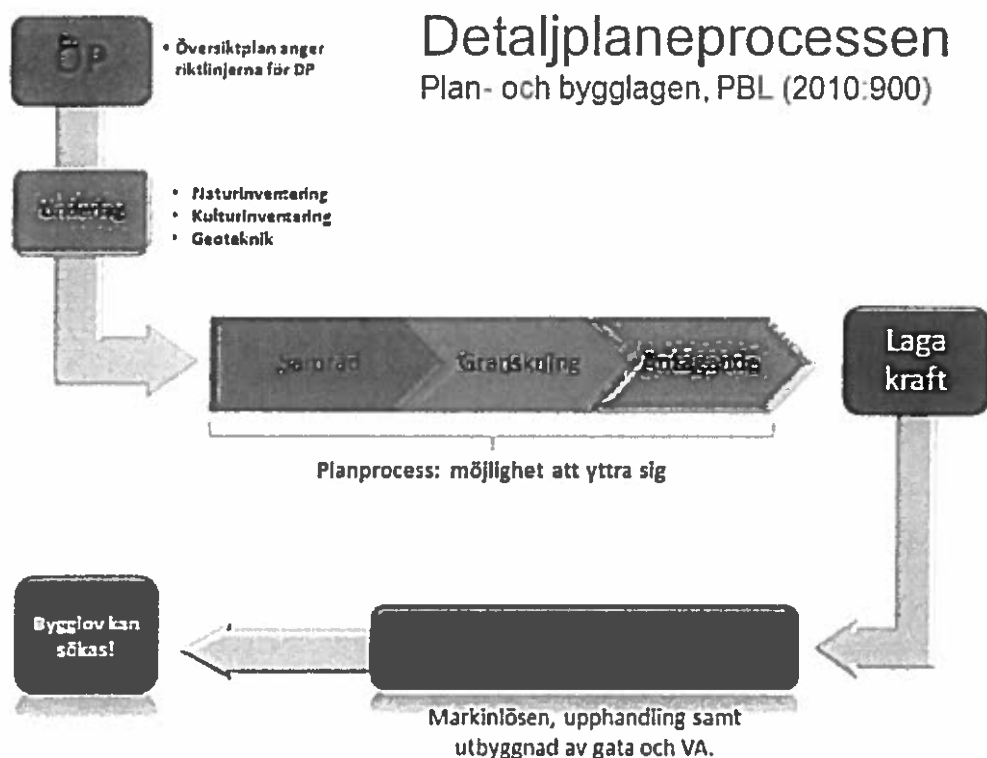 Detaljplaneprocessen
Plan- och bygglagen, PBL (2010:900)
ÖP
• Översiktplan anger
riktlinjerna för DP
• Naturinventering
• Kulturinventering
• Geoteknik
Samråd
Granskning
Antagande
Laga
kraft
Planprocess: möjlighet att yttra sig
Bygglov kan
sökas!
Markinlösen, upphandling samt
utbyggnad av gata och VA.